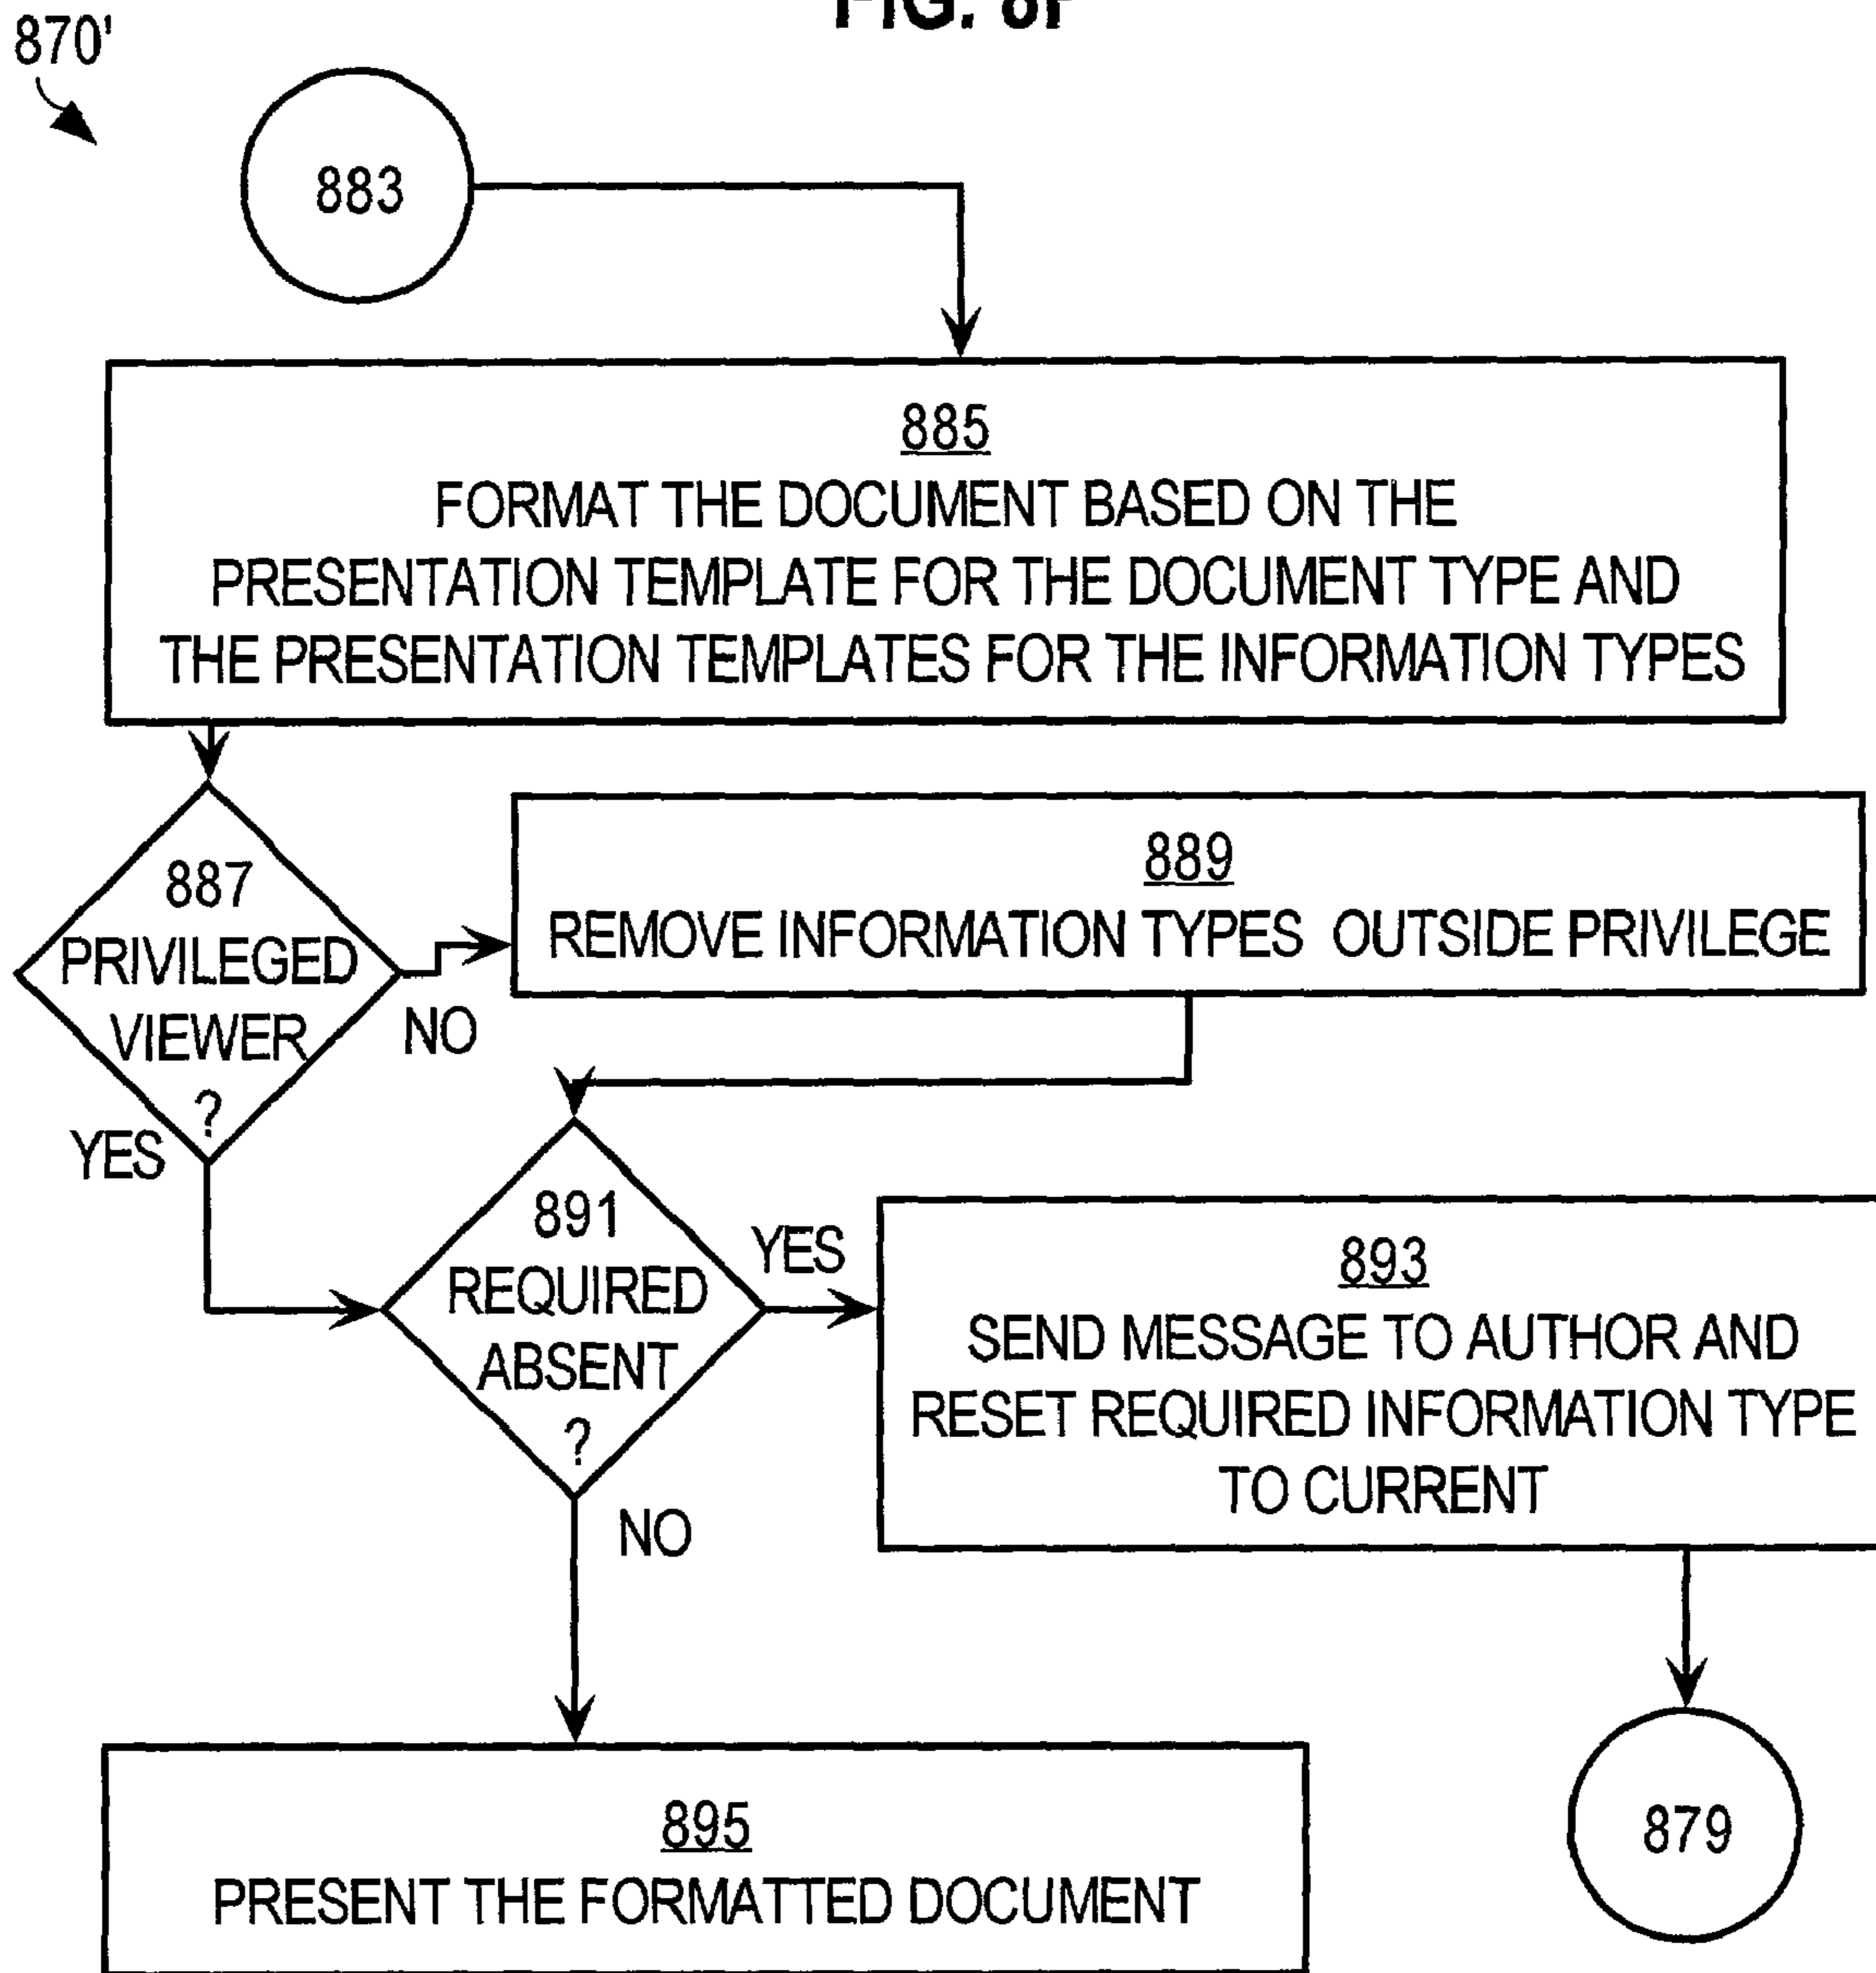 FIG. 8F
870'
883
885
FORMAT THE DOCUMENT BASED ON THE
PRESENTATION TEMPLATE FOR THE DOCUMENT TYPE AND
THE PRESENTATION TEMPLATES FOR THE INFORMATION TYPES
887
PRIVILEGED
VIEWER
?
NO
YES
889
REMOVE INFORMATION TYPES OUTSIDE PRIVILEGE
891
REQUIRED
ABSENT
?
YES
NO
893
SEND MESSAGE TO AUTHOR AND
RESET REQUIRED INFORMATION TYPE
TO CURRENT
895
PRESENT THE FORMATTED DOCUMENT
879